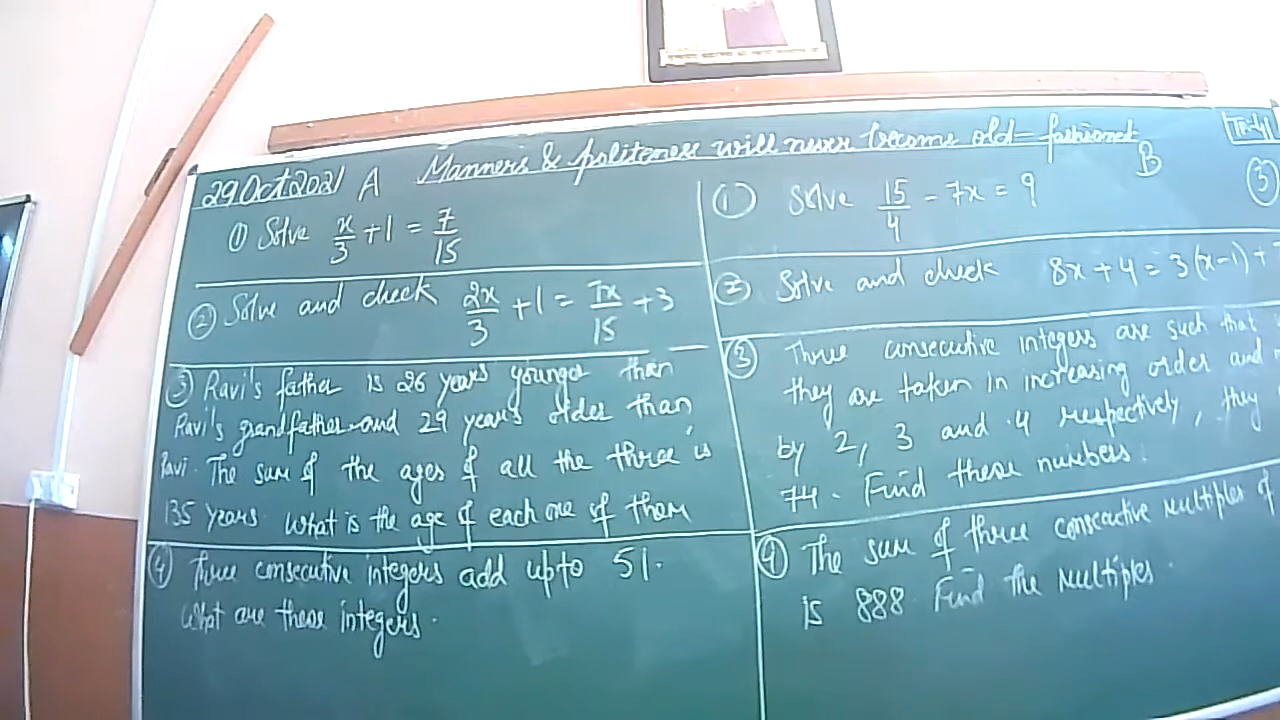 Manners & politeness will never become old-fashioned
29 Oct 2021 A
① Solve x/3 + 1 = 7/15
② Solve and check 2x/3 + 1 = 7x/15 + 3
③ Ravi's father is 26 years younger than
Ravi's grandfather and 29 years older than
Ravi. The sum of the ages of all the three is
135 years. What is the age of each one of them
④ Three consecutive integers add upto 51.
What are these integers.
B
① Solve 15/4 - 7x = 9
② Solve and check 8x + 4 = 3(x-1) +
③ Three consecutive integers are such that
they are taken in increasing order and
by 2, 3 and 4 respectively, they
74. Find these numbers.
④ The sum of three consecutive multiples of
is 888. Find the multiples.
③